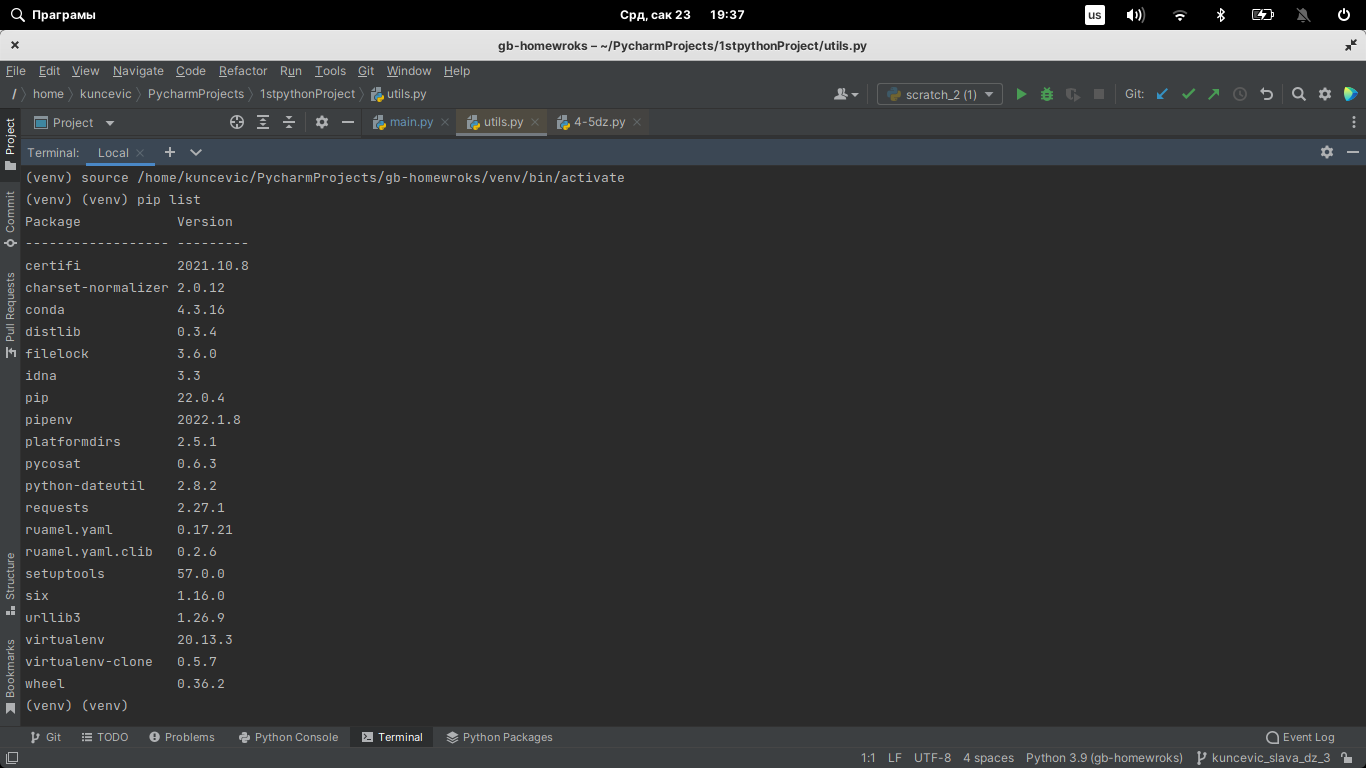 Праграмы
Срд, сак 23 19:37
us
gb-homewroks – ~/PycharmProjects/1stpythonProject/utils.py
File Edit View Navigate Code Refactor Run Tools Git Window Help
/ home kuncevic PycharmProjects 1stpythonProject utils.py
scratch_2 (1)
Git:
Project
main.py utils.py 4-5dz.py
Project
Commit
Pull Requests
Structure
Bookmarks
Terminal: Local
(venv) source /home/kuncevic/PycharmProjects/gb-homewroks/venv/bin/activate
(venv) (venv) pip list
Package Version
------------------ ---------
certifi 2021.10.8
charset-normalizer 2.0.12
conda 4.3.16
distlib 0.3.4
filelock 3.6.0
idna 3.3
pip 22.0.4
pipenv 2022.1.8
platformdirs 2.5.1
pycosat 0.6.3
python-dateutil 2.8.2
requests 2.27.1
ruamel.yaml 0.17.21
ruamel.yaml.clib 0.2.6
setuptools 57.0.0
six 1.16.0
urllib3 1.26.9
virtualenv 20.13.3
virtualenv-clone 0.5.7
wheel 0.36.2
(venv) (venv)
Git TODO Problems Python Console Terminal Python Packages Event Log
1:1 LF UTF-8 4 spaces Python 3.9 (gb-homewroks) kuncevic_slava_dz_3